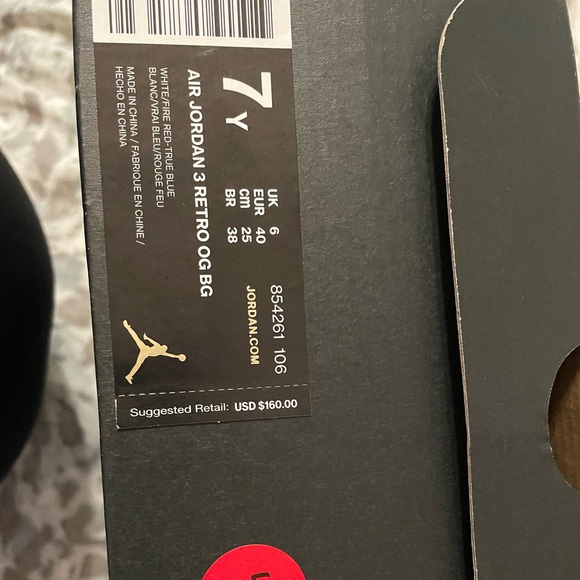 7 Y
UK 6
EUR 40
cm 25
BR 38
854261 106
JORDAN.COM
AIR JORDAN 3 RETRO OG BG
WHITE/FIRE RED-TRUE BLUE
BLANC/VRAI BLEU/ROUGE FEU
MADE IN CHINA / FABRIQUE EN CHINE /
HECHO EN CHINA
Suggested Retail: USD $160.00